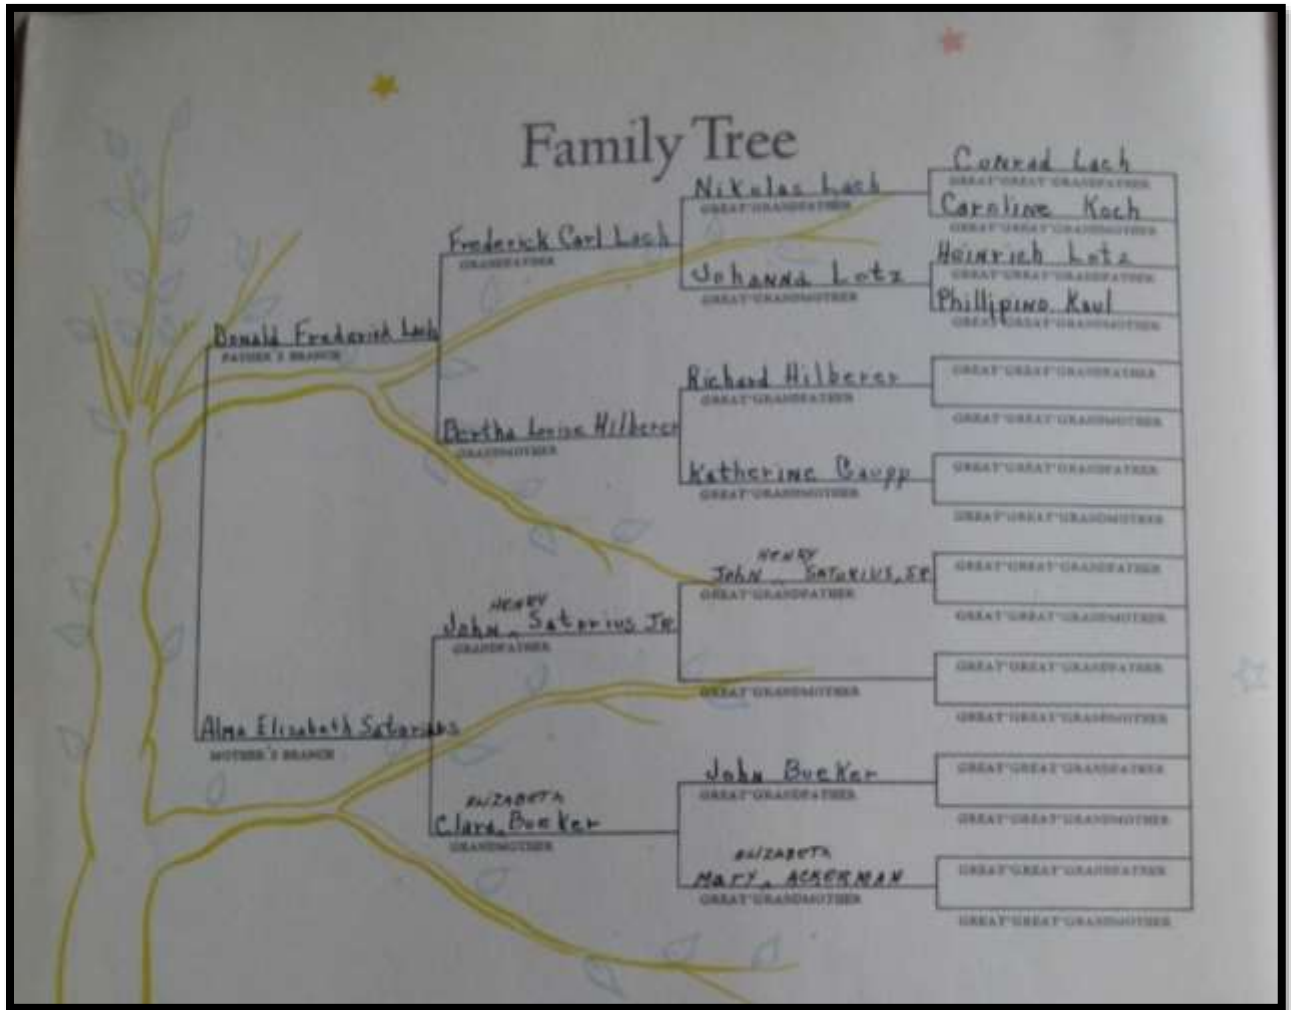 Family Tree
Conrad Lach
GREAT*GREAT*GRANDFATHER
Nikolas Lach
GREAT*GRANDFATHER
Caroline Koch
GREAT*GREAT*GRANDMOTHER
Frederick Carl Lach
GRANDFATHER
Heinrich Lotz
GREAT*GREAT*GRANDFATHER
Johanna Lotz
GREAT*GRANDMOTHER
Phillipino Kaul
GREAT*GREAT*GRANDMOTHER
Donald Frederick Lach
FATHER'S BRANCH
Richard Hilberer
GREAT*GRANDFATHER
GREAT*GREAT*GRANDFATHER
GREAT*GREAT*GRANDMOTHER
Bertha Louise Hilberer
GRANDMOTHER
Katherine Gaupp
GREAT*GRANDMOTHER
GREAT*GREAT*GRANDFATHER
GREAT*GREAT*GRANDMOTHER
HENRY
John ^ SATORIUS, SR
GREAT*GRANDFATHER
GREAT*GREAT*GRANDFATHER
GREAT*GREAT*GRANDMOTHER
HENRY
John ^ Satorius JR
GRANDFATHER
GREAT*GRANDMOTHER
GREAT*GREAT*GRANDFATHER
GREAT*GREAT*GRANDMOTHER
Alma Elizabeth Satorius
MOTHER'S BRANCH
John Bueker
GREAT*GRANDFATHER
GREAT*GREAT*GRANDFATHER
GREAT*GREAT*GRANDMOTHER
ELIZABETH
Clara ^ Bueker
GRANDMOTHER
ELIZABETH
MARY ^ ACKERMAN
GREAT*GRANDMOTHER
GREAT*GREAT*GRANDFATHER
GREAT*GREAT*GRANDMOTHER